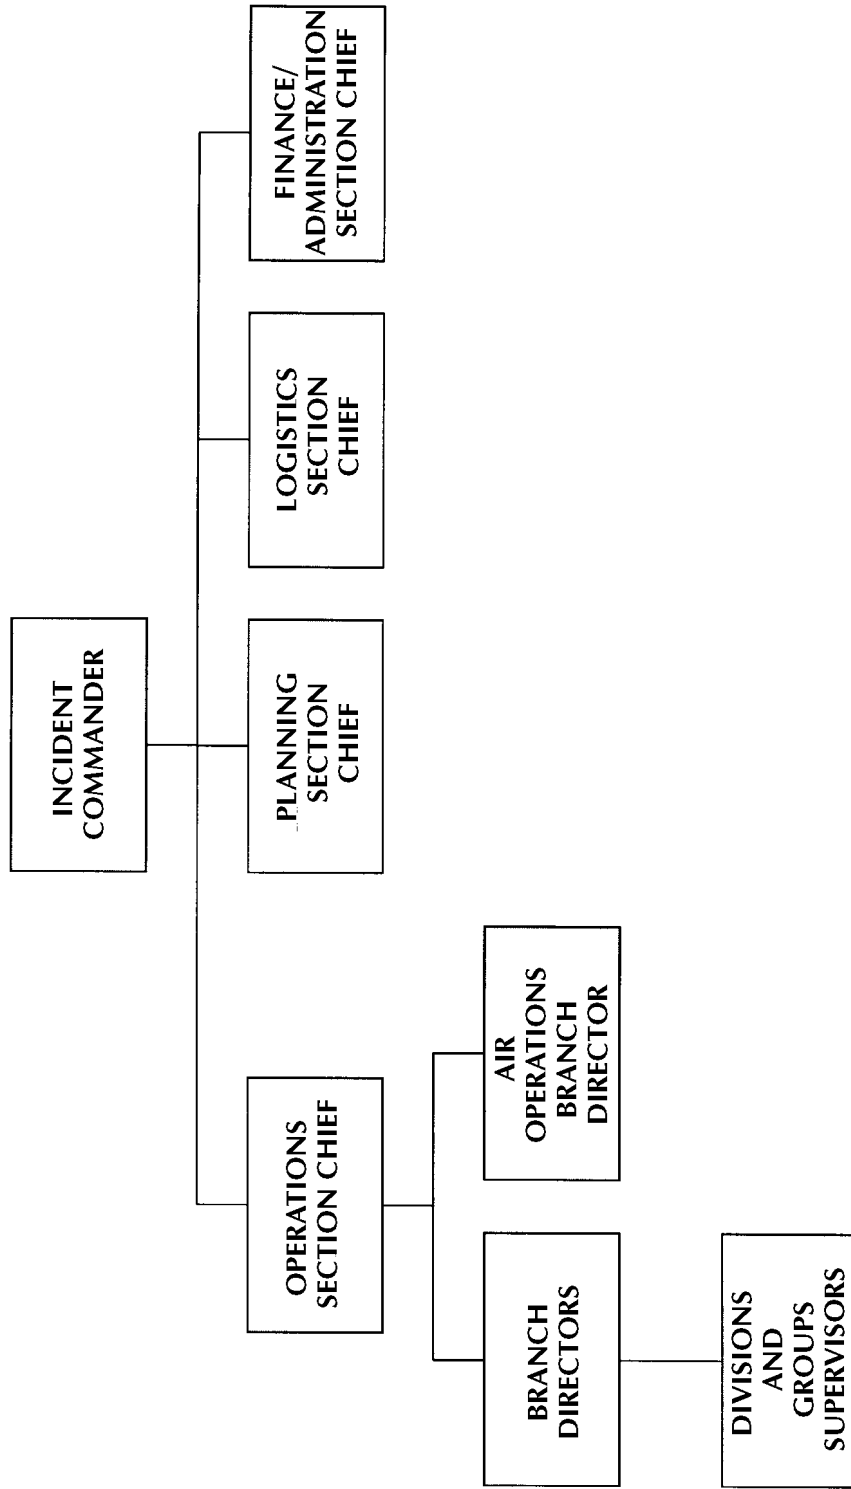 INCIDENT
COMMANDER
OPERATIONS
SECTION CHIEF
PLANNING
SECTION
CHIEF
LOGISTICS
SECTION
CHIEF
FINANCE/
ADMINISTRATION
SECTION CHIEF
BRANCH
DIRECTORS
AIR
OPERATIONS
BRANCH
DIRECTOR
DIVISIONS
AND
GROUPS
SUPERVISORS